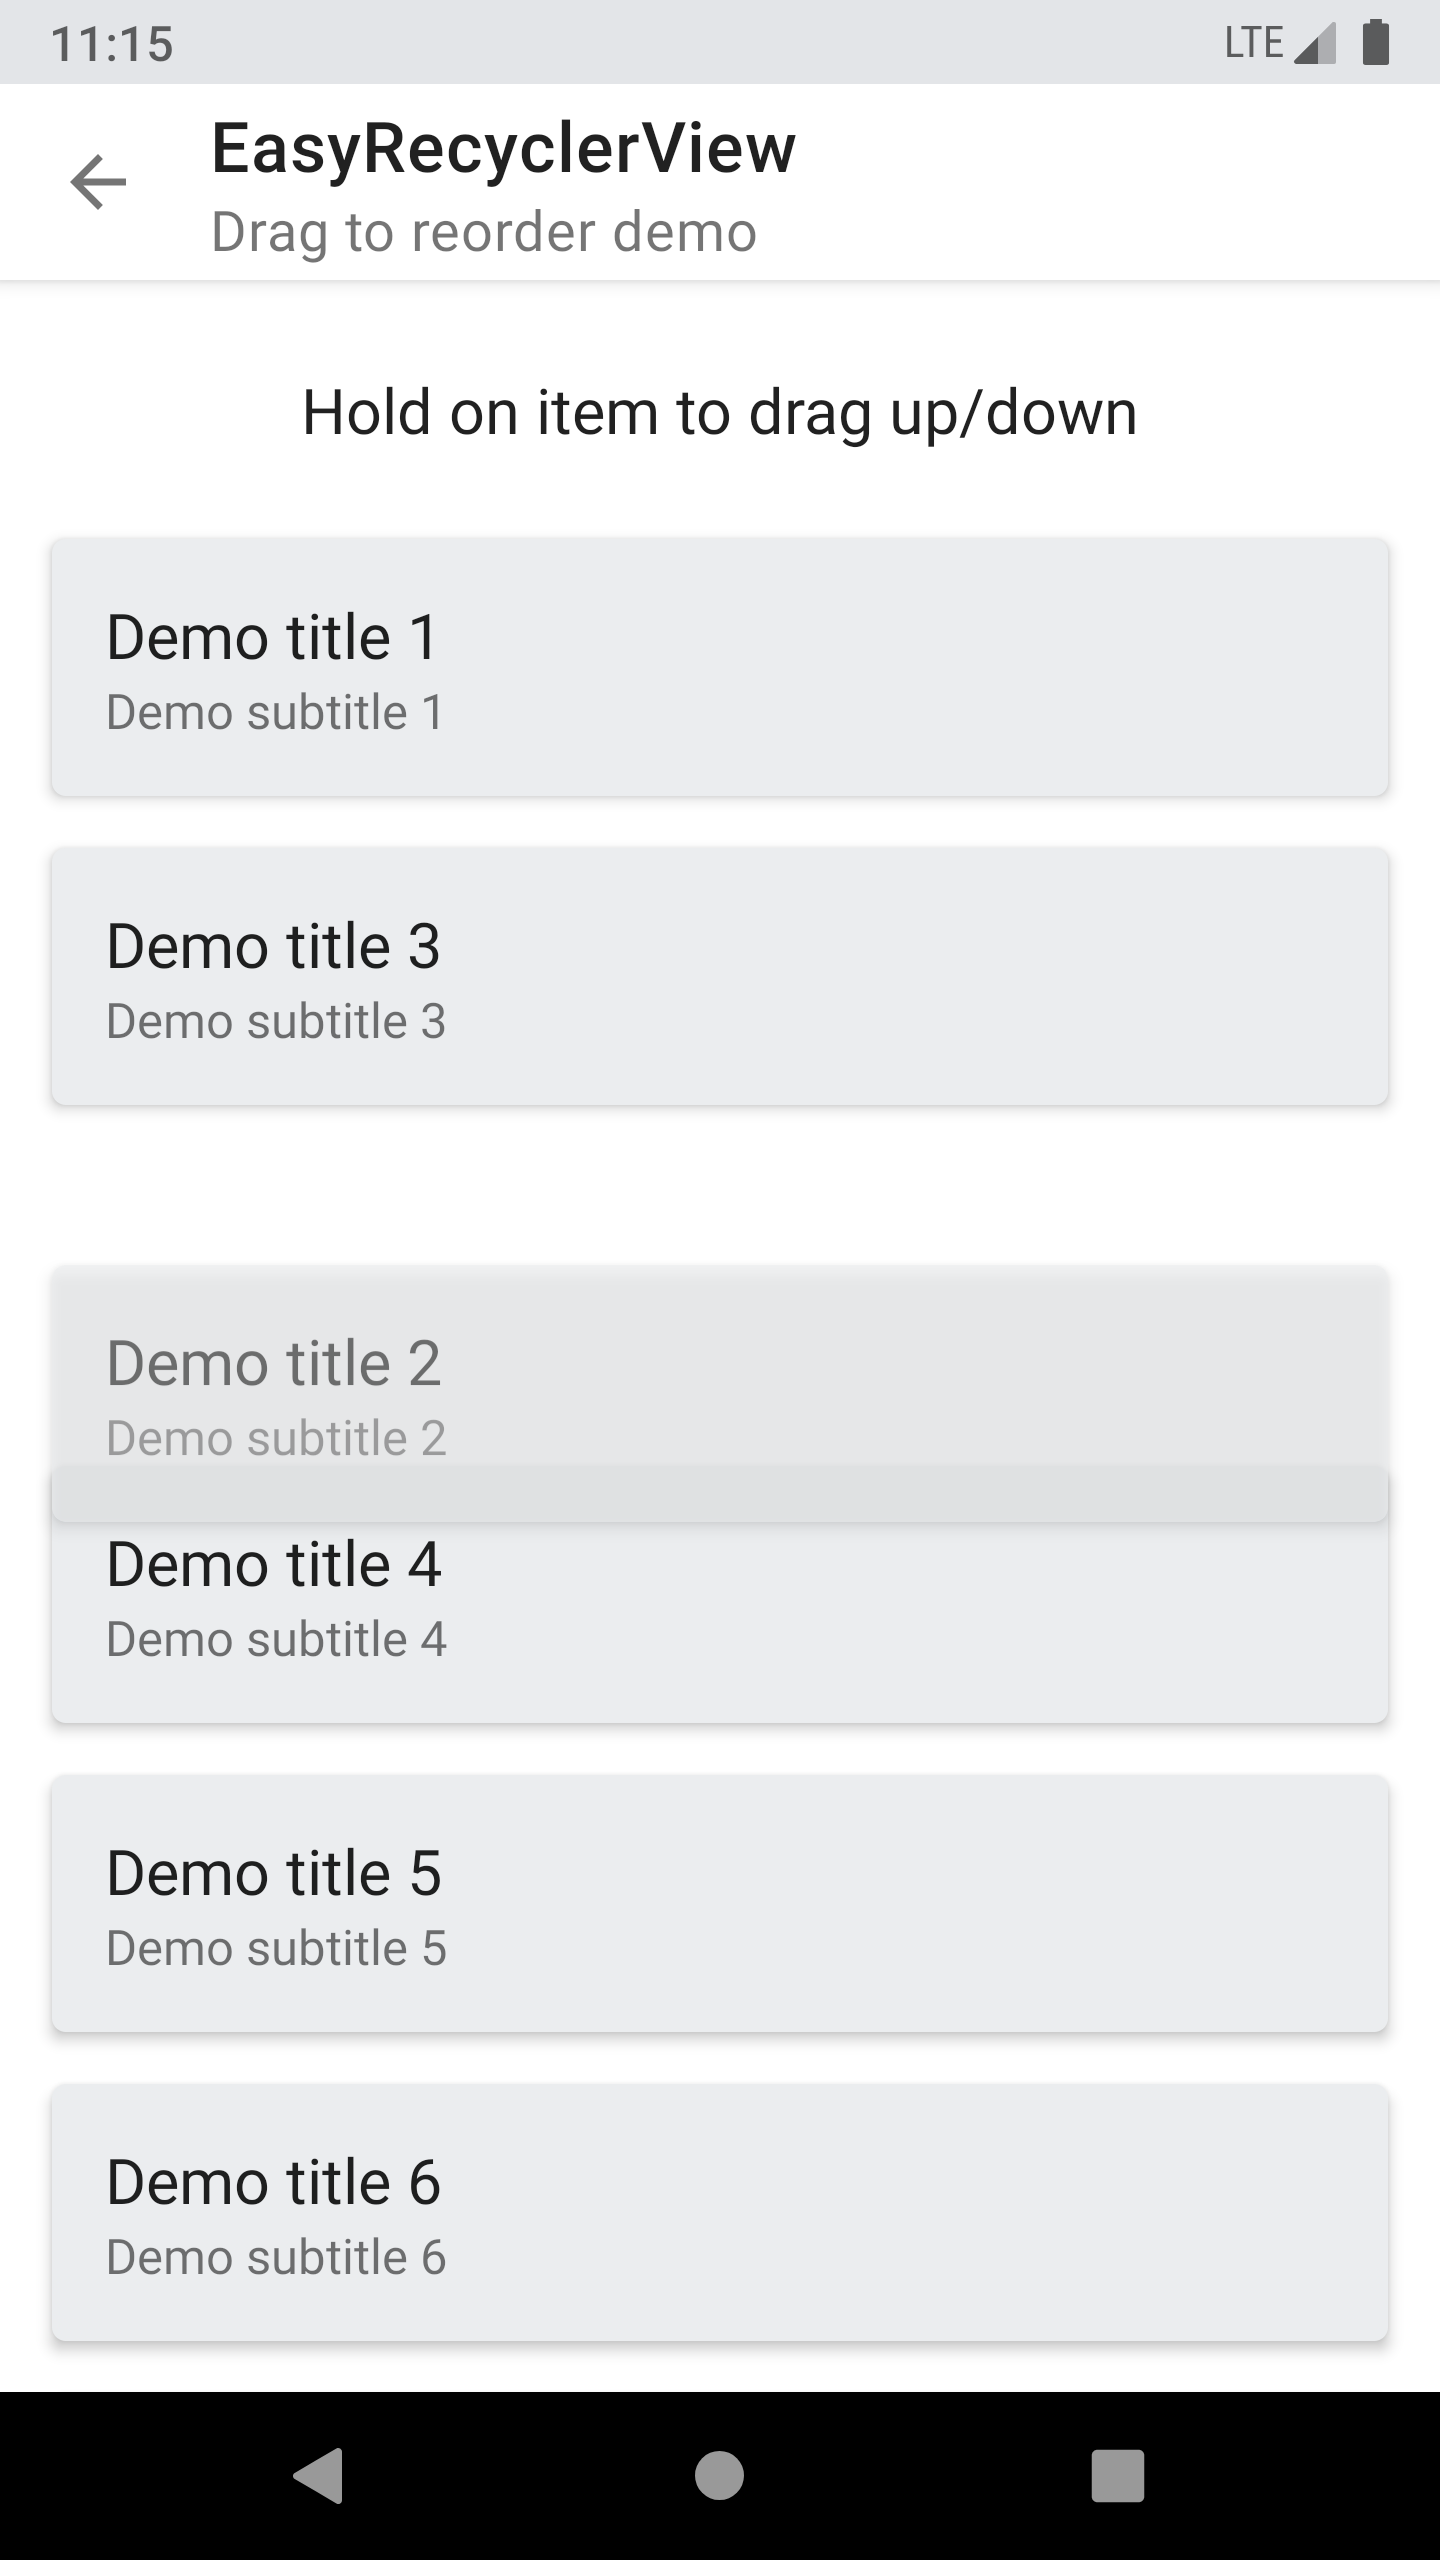 11:15
LTE
EasyRecyclerView
Drag to reorder demo
Hold on item to drag up/down
Demo title 1
Demo subtitle 1
Demo title 3
Demo subtitle 3
Demo title 2
Demo subtitle 2
Demo title 4
Demo subtitle 4
Demo title 5
Demo subtitle 5
Demo title 6
Demo subtitle 6